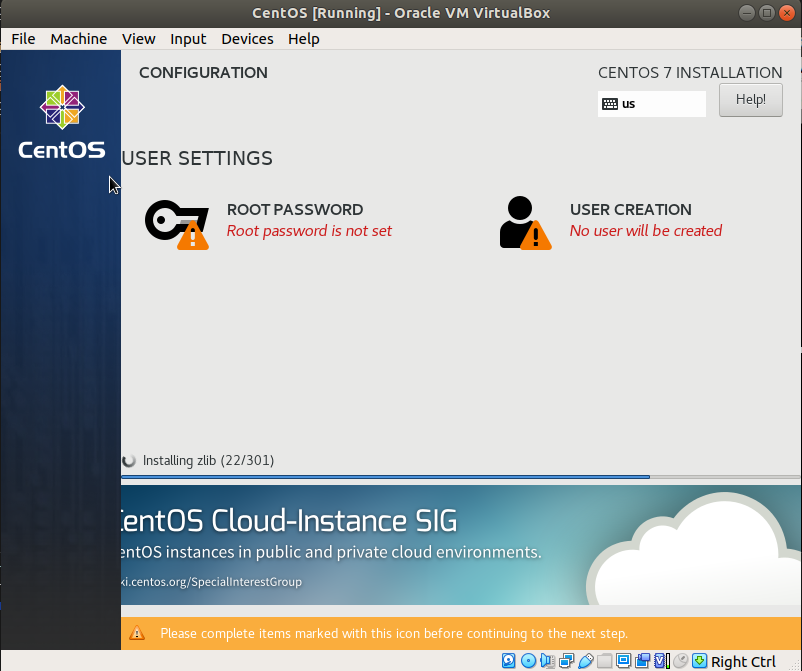 CentOS [Running] - Oracle VM VirtualBox
File Machine View Input Devices Help
CentOS
CONFIGURATION
CENTOS 7 INSTALLATION
us
Help!
USER SETTINGS
ROOT PASSWORD
Root password is not set
USER CREATION
No user will be created
Installing zlib (22/301)
CentOS Cloud-Instance SIG
entOS instances in public and private cloud environments.
ki.centos.org/SpecialInterestGroup
Please complete items marked with this icon before continuing to the next step.
Right Ctrl